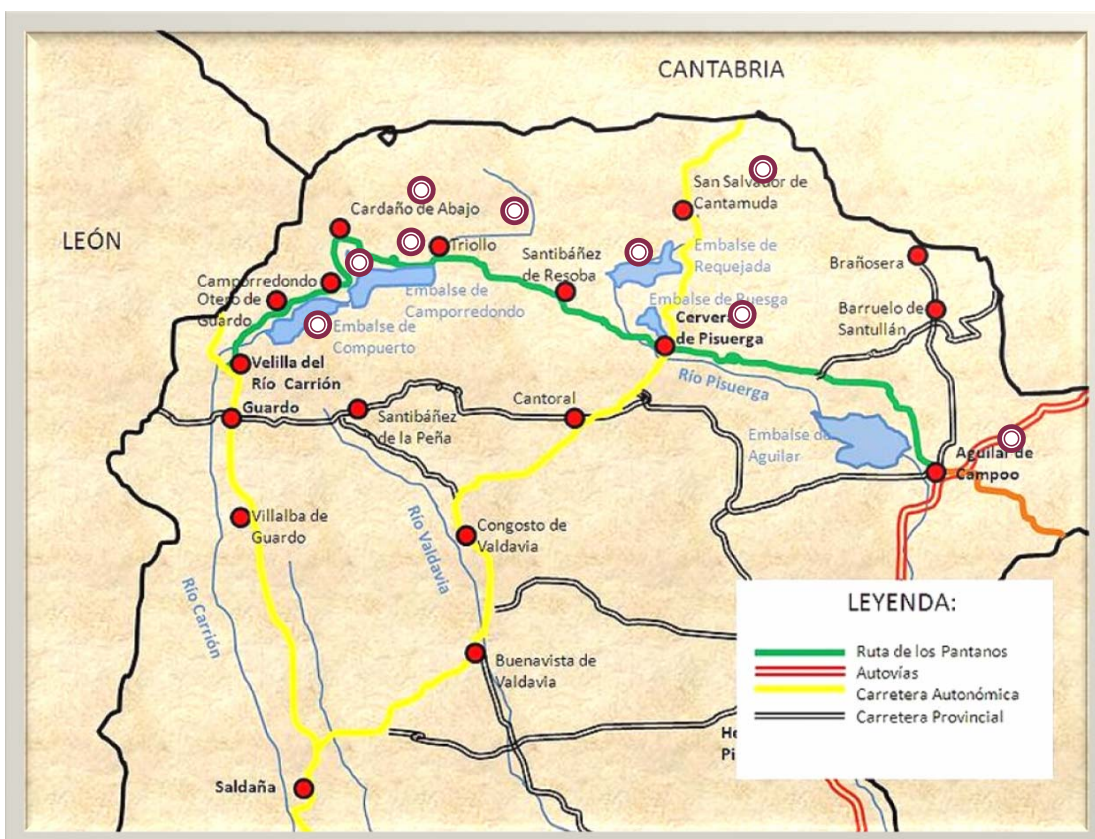 CANTABRIA
San Salvador de
Cantamuda
Cardaño de Abajo
LEÓN
Triollo
Embalse de
Requejada
Brañosera
Santibáñez
de Resoba
Camporredondo
Otero de
Guardo
Embalse de
Camporredondo
Embalse de Ruesga
Barruelo de
Santullán
Embalse de
Compuerto
Cervera
de Pisuerga
Velilla del
Río Carrión
Río Pisuerga
Guardo
Santibáñez
de la Peña
Cantoral
Embalse de
Aguilar
Aguilar de
Campoo
Villalba de
Guardo
Río Valdavia
Congosto de
Valdavia
Río Carrión
Buenavista de
Valdavia
LEYENDA:
Ruta de los Pantanos
Autovías
Carretera Autonómica
Carretera Provincial
He
Pi
Saldaña